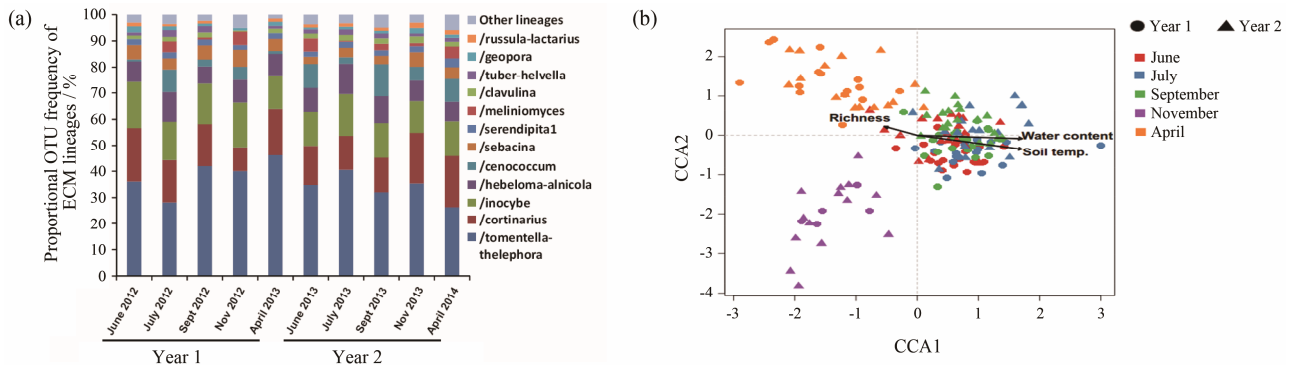 (a)
Proportional OTU frequency of
ECM lineages / %
100
90
80
70
60
50
40
30
20
10
0
June 2012
July 2012
Sept 2012
Nov 2012
April 2013
June 2013
July 2013
Sept 2013
Nov 2013
April 2014
Year 1
Year 2
Other lineages
/russula-lactarius
/geopora
/tuber-helvella
/clavulina
/meliniomyces
/serendipita1
/sebacina
/cenococcum
/hebeloma-alnicola
/inocybe
/cortinarius
/tomentella-
thelephora
(b)
CCA2
2
1
0
-1
-2
-3
-4
-3
-2
-1
0
1
2
3
CCA1
Richness
Water content
Soil temp.
Year 1
Year 2
June
July
September
November
April